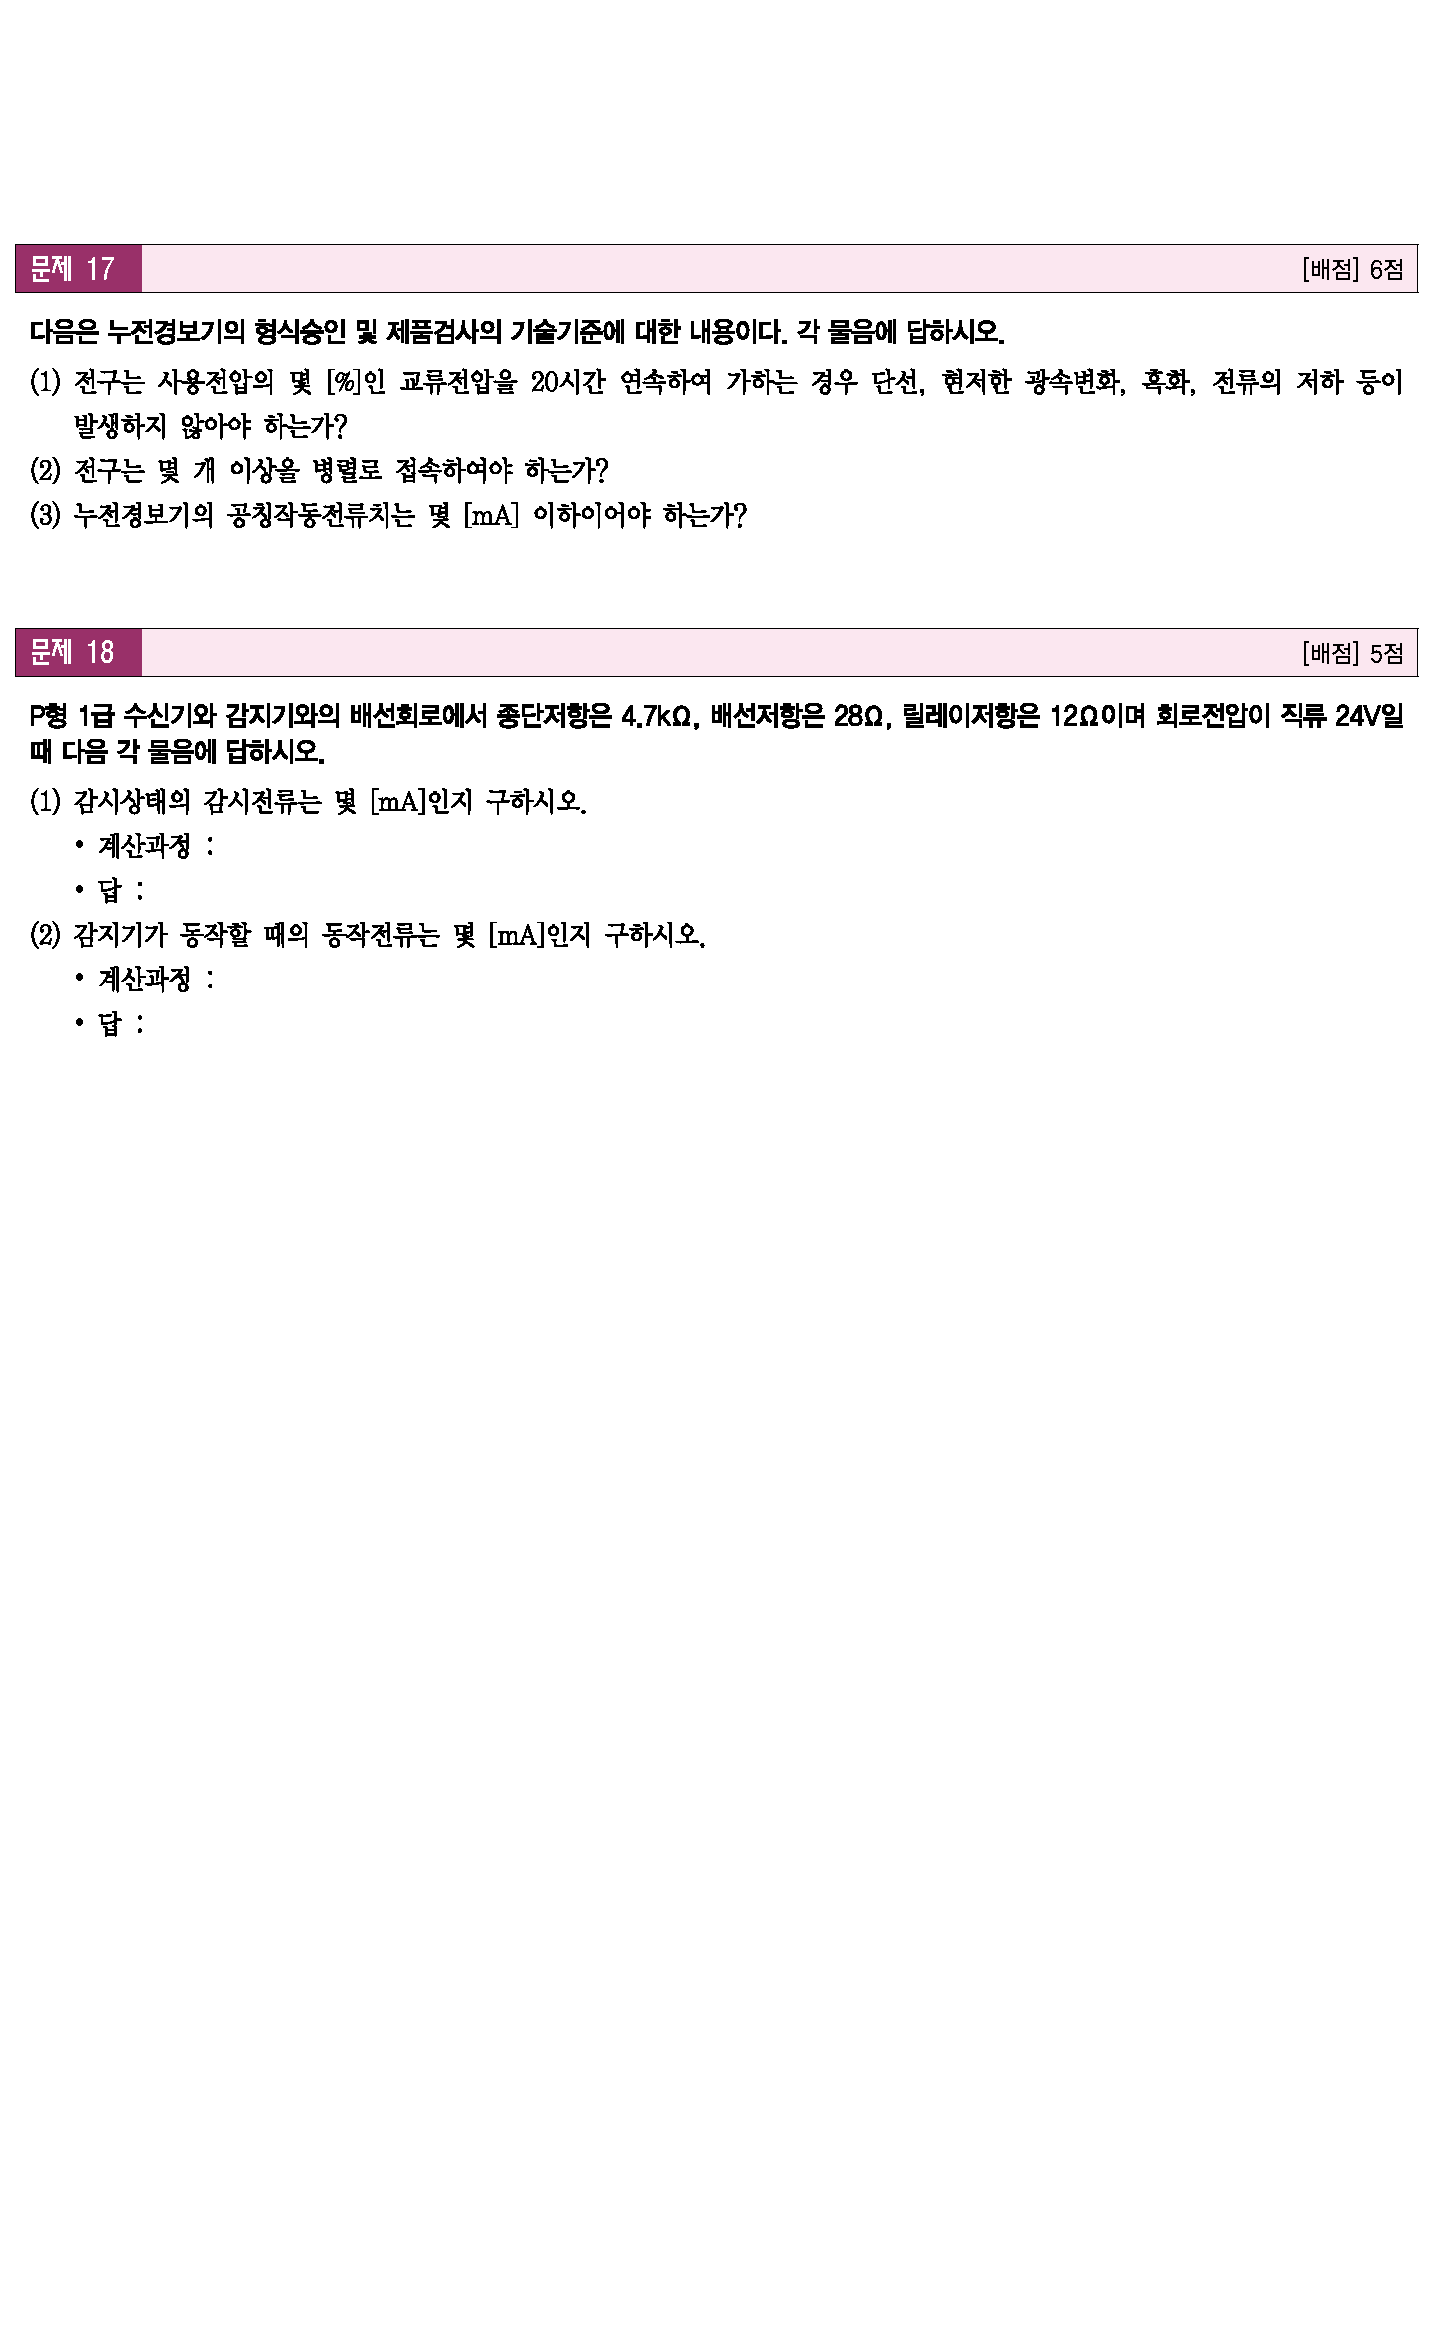 문제 17
[배점] 6점
다음은 누전경보기의 형식승인 및 제품검사의 기술기준에 대한 내용이다. 각 물음에 답하시오.
(1) 전구는 사용전압의 몇 [%]인 교류전압을 20시간 연속하여 가하는 경우 단선, 현저한 광속변화, 흑화, 전류의 저하 등이
발생하지 않아야 하는가?
(2) 전구는 몇 개 이상을 병렬로 접속하여야 하는가?
(3) 누전경보기의 공칭작동전류치는 몇 [mA] 이하이어야 하는가?
문제 18
[배점] 5점
P형 1급 수신기와 감지기와의 배선회로에서 종단저항은 4.7kΩ, 배선저항은 28Ω, 릴레이저항은 12Ω이며 회로전압이 직류 24V일
때 다음 각 물음에 답하시오.
(1) 감시상태의 감시전류는 몇 [mA]인지 구하시오.
• 계산과정 :
• 답 :
(2) 감지기가 동작할 때의 동작전류는 몇 [mA]인지 구하시오.
• 계산과정 :
• 답 :